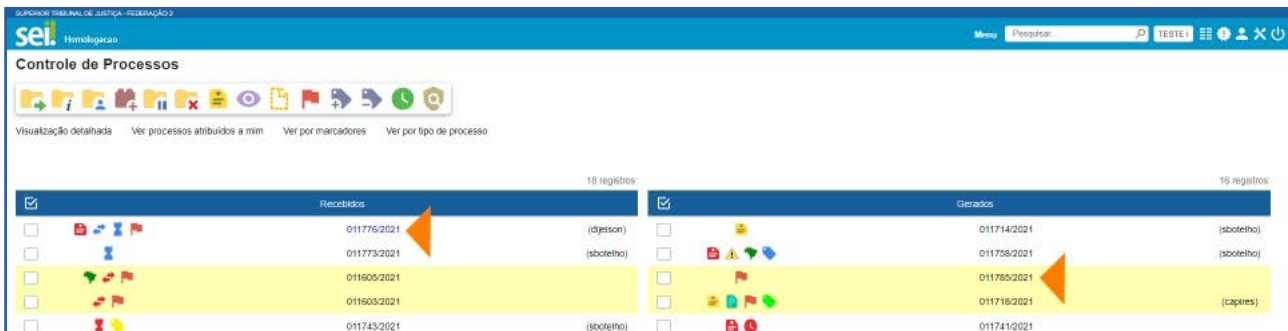 SUPERIOR TRIBUNAL DE JUSTIÇA - FEDERAÇÃO 2
sei. Homologacao Menu Pesquisar... TESTE I
Controle de Processos
Visualização detalhada Ver processos atribuídos a mim Ver por marcadores Ver por tipo de processo
18 registros: 16 registros:
Recebidos Gerados
011776/2021 (dijeison) 011714/2021 (sbotelho)
011773/2021 (sbotelho) 011758/2021 (sbotelho)
011605/2021 011785/2021
011603/2021 011718/2021 (capires)
011743/2021 (sbotelho) 011741/2021